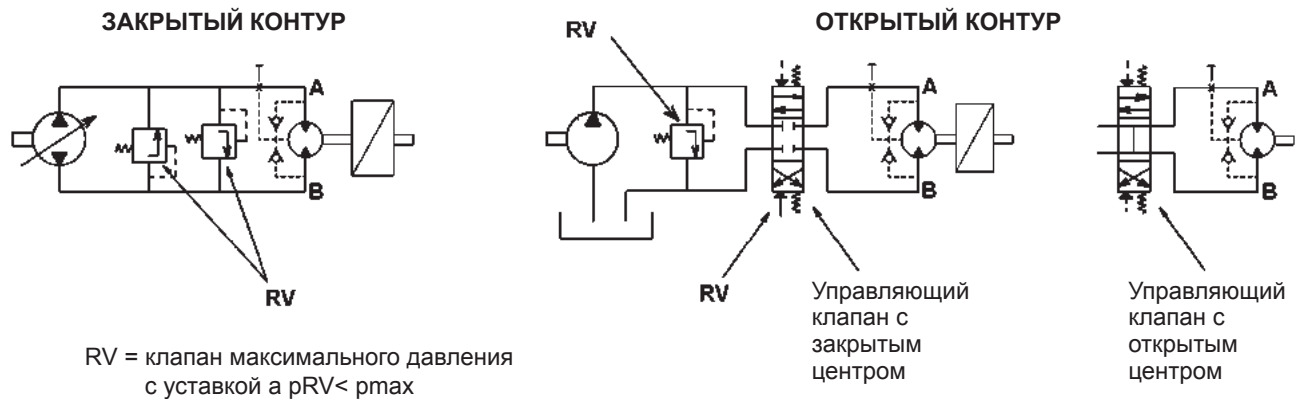 ЗАКРЫТЫЙ КОНТУР
A
B
RV
RV = клапан максимального давления
с уставкой а pRV< pmax
ОТКРЫТЫЙ КОНТУР
RV
A
B
RV
Управляющий
клапан с
закрытым
центром
A
B
Управляющий
клапан с
открытым
центром